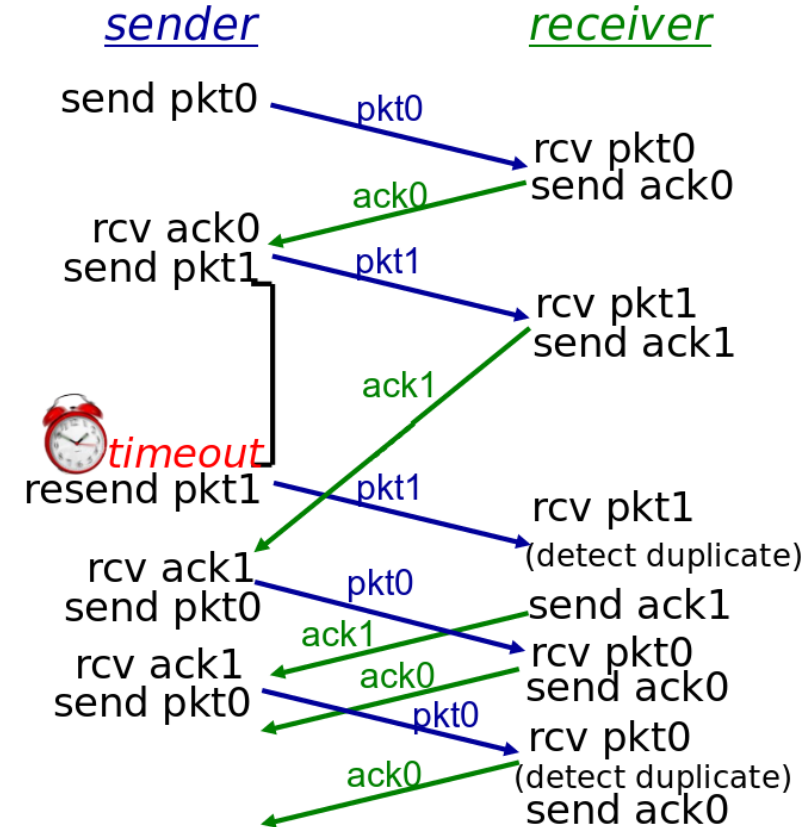 sender
receiver
send pkt0
pkt0
rcv pkt0
send ack0
ack0
rcv ack0
send pkt1
pkt1
rcv pkt1
send ack1
ack1
timeout
resend pkt1
pkt1
rcv pkt1
(detect duplicate)
rcv ack1
send pkt0
pkt0
send ack1
ack1
rcv pkt0
send ack0
rcv ack1
send pkt0
ack0
pkt0
rcv pkt0
(detect duplicate)
send ack0
ack0